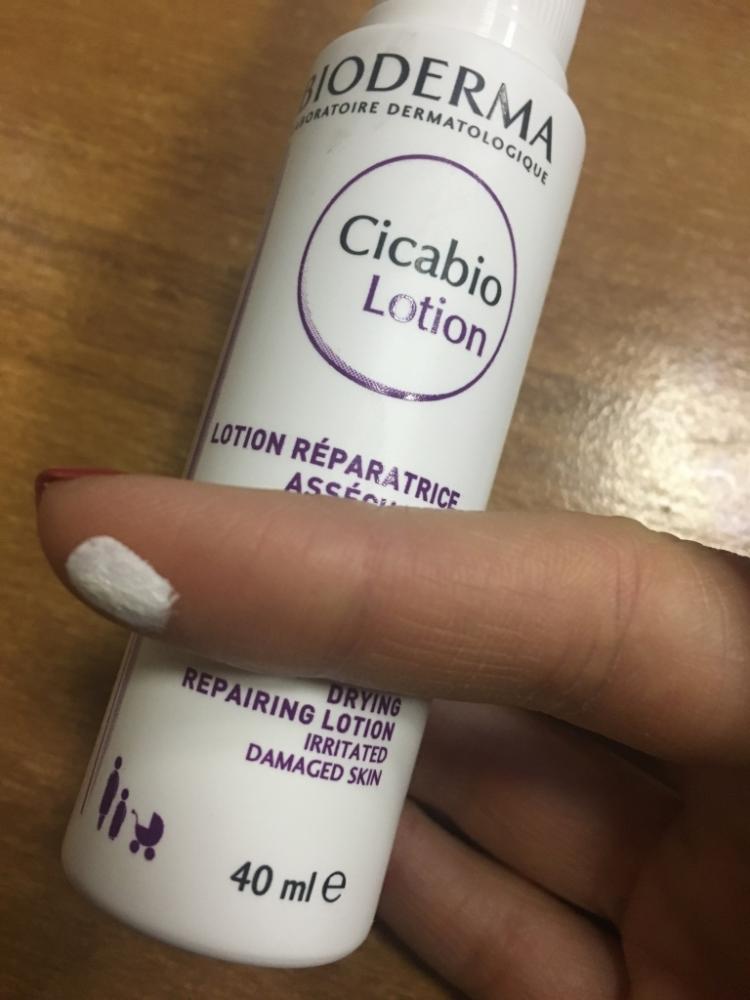 BIODERMA
LABORATOIRE DERMATOLOGIQUE
Cicabio
Lotion
LOTION RÉPARATRICE
DRYING
REPAIRING LOTION
IRRITATED
DAMAGED SKIN
40 ml e